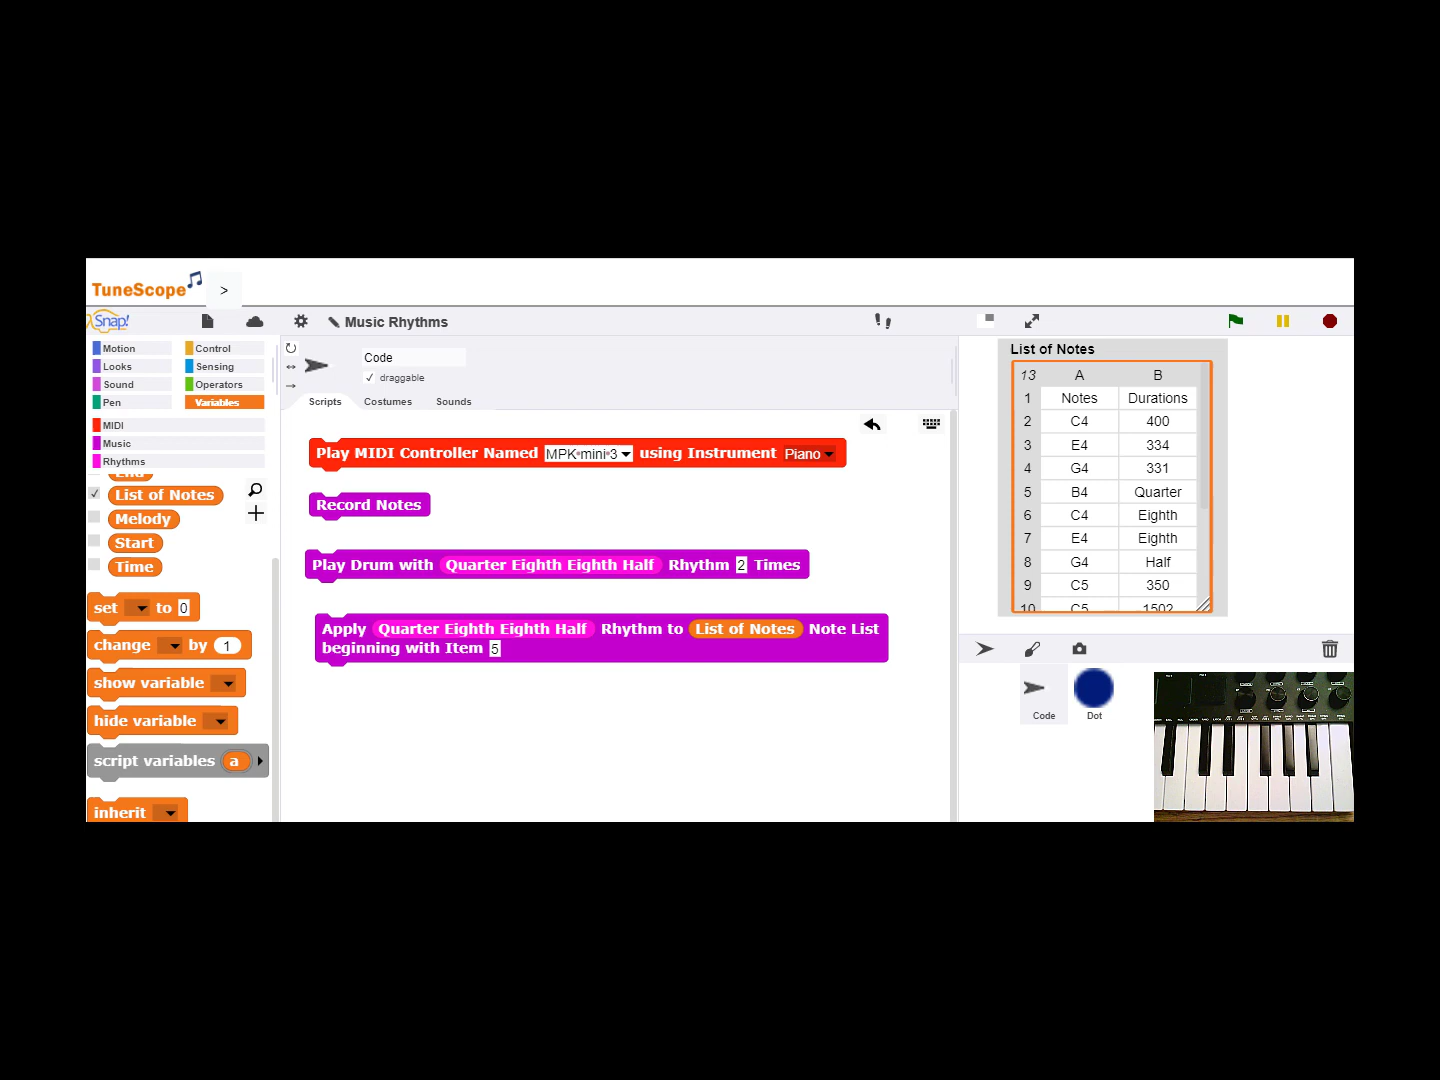 TuneScope
>
Snap!
Music Rhythms
Motion
Control
Looks
Sensing
Sound
Operators
Pen
Variables
MIDI
Music
Rhythms
List of Notes
Melody
Start
Time
set to 0
change by 1
show variable
hide variable
script variables a
inherit
Code
draggable
Scripts Costumes Sounds
Play MIDI Controller Named MPK mini 3 using Instrument Piano
Record Notes
Play Drum with Quarter Eighth Eighth Half Rhythm 2 Times
Apply Quarter Eighth Eighth Half Rhythm to List of Notes Note List
beginning with Item 5
List of Notes
13 A B
1 Notes Durations
2 C4 400
3 E4 334
4 G4 331
5 B4 Quarter
6 C4 Eighth
7 E4 Eighth
8 G4 Half
9 C5 350
10 C5 1502
Code
Dot